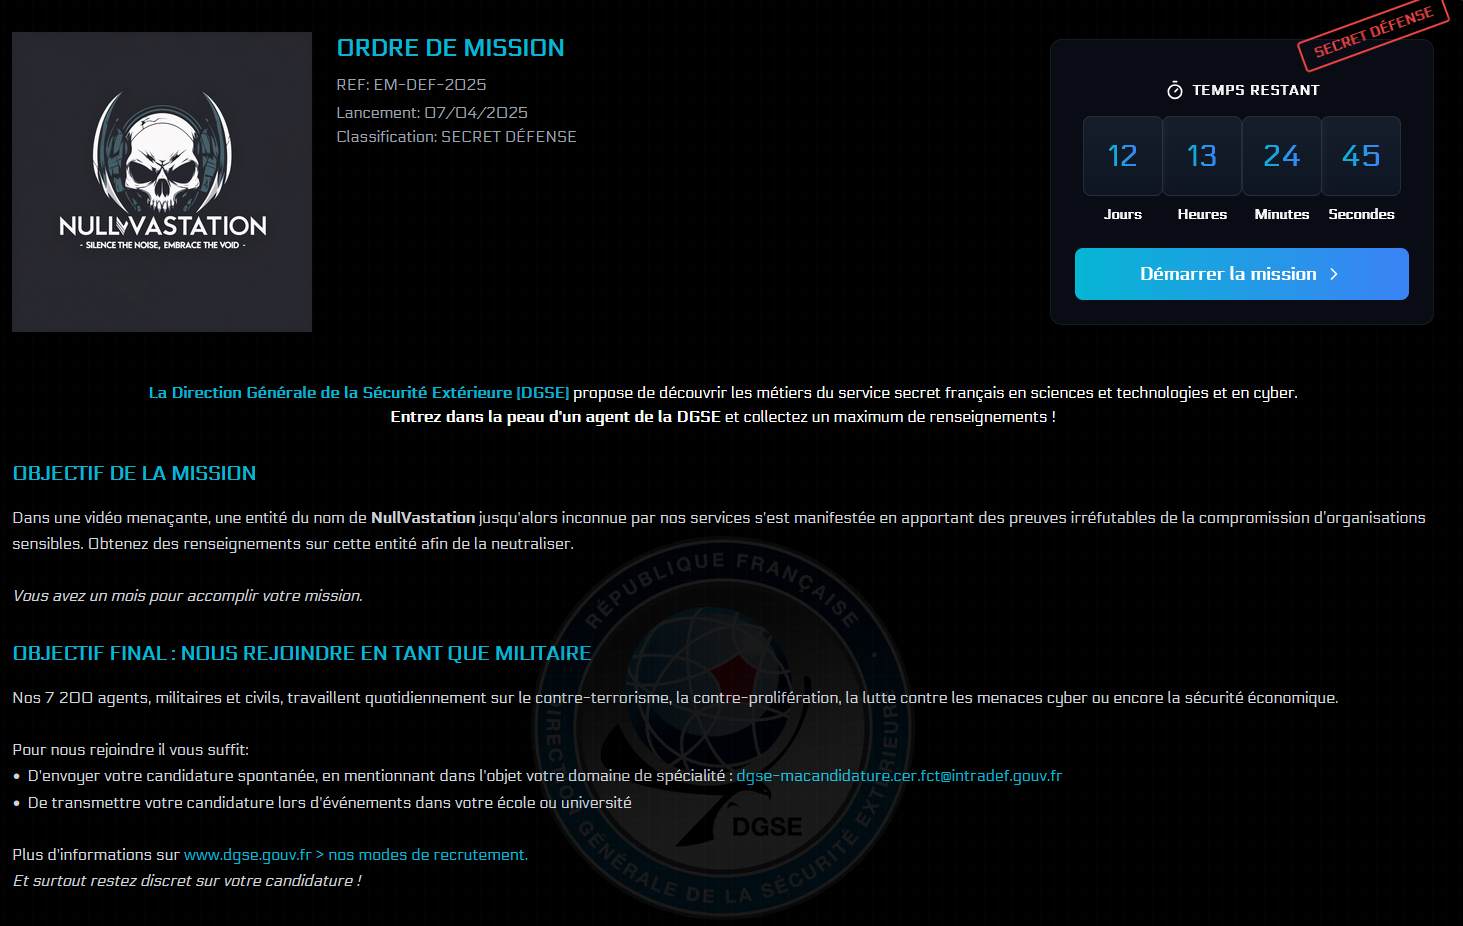 NULLVASTATION
- SILENCE THE NOISE, EMBRACE THE VOID -
ORDRE DE MISSION
REF: EM-DEF-2025
Lancement: 07/04/2025
Classification: SECRET DÉFENSE
SECRET DÉFENSE
TEMPS RESTANT
12 13 24 45
Jours Heures Minutes Secondes
Démarrer la mission >
La Direction Générale de la Sécurité Extérieure (DGSE) propose de découvrir les métiers du service secret français en sciences et technologies et en cyber.
Entrez dans la peau d'un agent de la DGSE et collectez un maximum de renseignements !
OBJECTIF DE LA MISSION
Dans une vidéo menaçante, une entité du nom de NullVastation jusqu'alors inconnue par nos services s'est manifestée en apportant des preuves irréfutables de la compromission d'organisations
sensibles. Obtenez des renseignements sur cette entité afin de la neutraliser.
Vous avez un mois pour accomplir votre mission.
OBJECTIF FINAL : NOUS REJOINDRE EN TANT QUE MILITAIRE
Nos 7 200 agents, militaires et civils, travaillent quotidiennement sur le contre-terrorisme, la contre-prolifération, la lutte contre les menaces cyber ou encore la sécurité économique.
Pour nous rejoindre il vous suffit:
• D'envoyer votre candidature spontanée, en mentionnant dans l'objet votre domaine de spécialité : dgse-macandidature.cer.fct@intradef.gouv.fr
• De transmettre votre candidature lors d'événements dans votre école ou université
Plus d'informations sur www.dgse.gouv.fr > nos modes de recrutement.
Et surtout restez discret sur votre candidature !
RÉPUBLIQUE FRANÇAISE
DIRECTION GÉNÉRALE DE LA SÉCURITÉ EXTÉRIEURE
DGSE